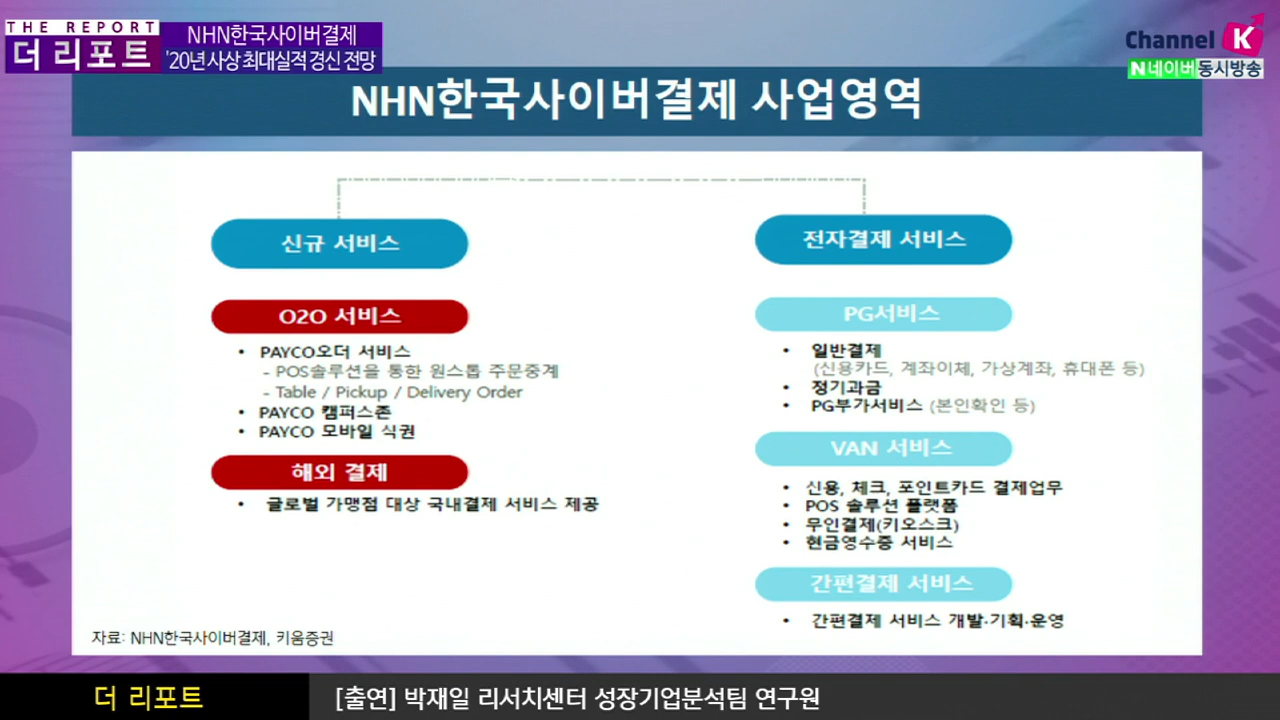 THE REPORT
더 리포트
NHN한국사이버결제
'20년 사상 최대실적 경신 전망
Channel K
N 네이버 동시방송
NHN한국사이버결제 사업영역
신규 서비스
O2O 서비스
• PAYCO오더 서비스
- POS솔루션을 통한 원스톱 주문중계
- Table / Pickup / Delivery Order
• PAYCO 캠퍼스존
• PAYCO 모바일 식권
해외 결제
• 글로벌 가맹점 대상 국내결제 서비스 제공
전자결제 서비스
PG서비스
• 일반결제
(신용카드, 계좌이체, 가상계좌, 휴대폰 등)
• 정기과금
• PG부가서비스 (본인확인 등)
VAN 서비스
• 신용, 체크, 포인트카드 결제업무
• POS 솔루션 플랫폼
• 무인결제(키오스크)
• 현금영수증 서비스
간편결제 서비스
• 간편결제 서비스 개발·기획·운영
자료: NHN한국사이버결제, 키움증권
더 리포트
[출연] 박재일 리서치센터 성장기업분석팀 연구원